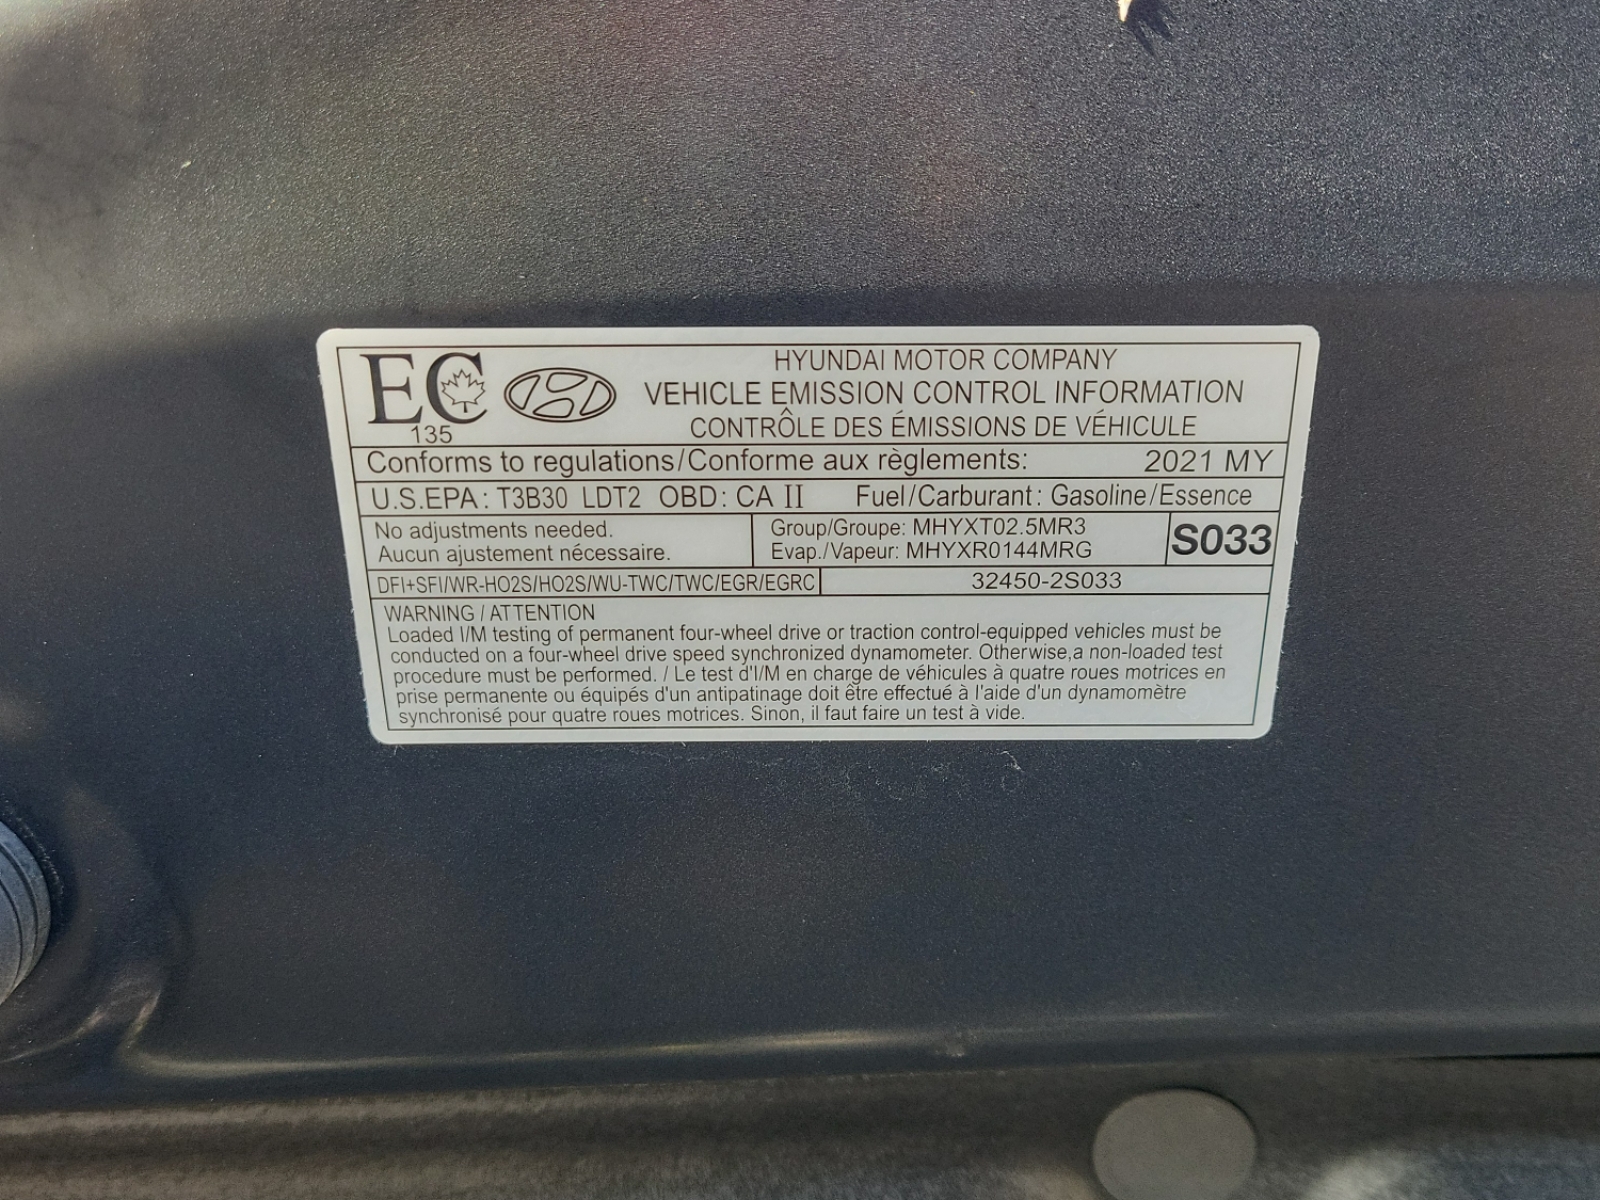 EC
135
HYUNDAI MOTOR COMPANY
VEHICLE EMISSION CONTROL INFORMATION
CONTRÔLE DES ÉMISSIONS DE VÉHICULE
Conforms to regulations/Conforme aux règlements: 2021 MY
U.S.EPA: T3B30 LDT2 OBD: CA II Fuel/Carburant: Gasoline/Essence
No adjustments needed.
Aucun ajustement nécessaire.
Group/Groupe: MHYXT02.5MR3
Evap./Vapeur: MHYXR0144MRG
S033
DFI+SFI/WR-HO2S/HO2S/WU-TWC/TWC/EGR/EGRC 32450-2S033
WARNING / ATTENTION
Loaded I/M testing of permanent four-wheel drive or traction control-equipped vehicles must be
conducted on a four-wheel drive speed synchronized dynamometer. Otherwise,a non-loaded test
procedure must be performed. / Le test d'I/M en charge de véhicules à quatre roues motrices en
prise permanente ou équipés d'un antipatinage doit être effectué à l'aide d'un dynamomètre
synchronisé pour quatre roues motrices. Sinon, il faut faire un test à vide.